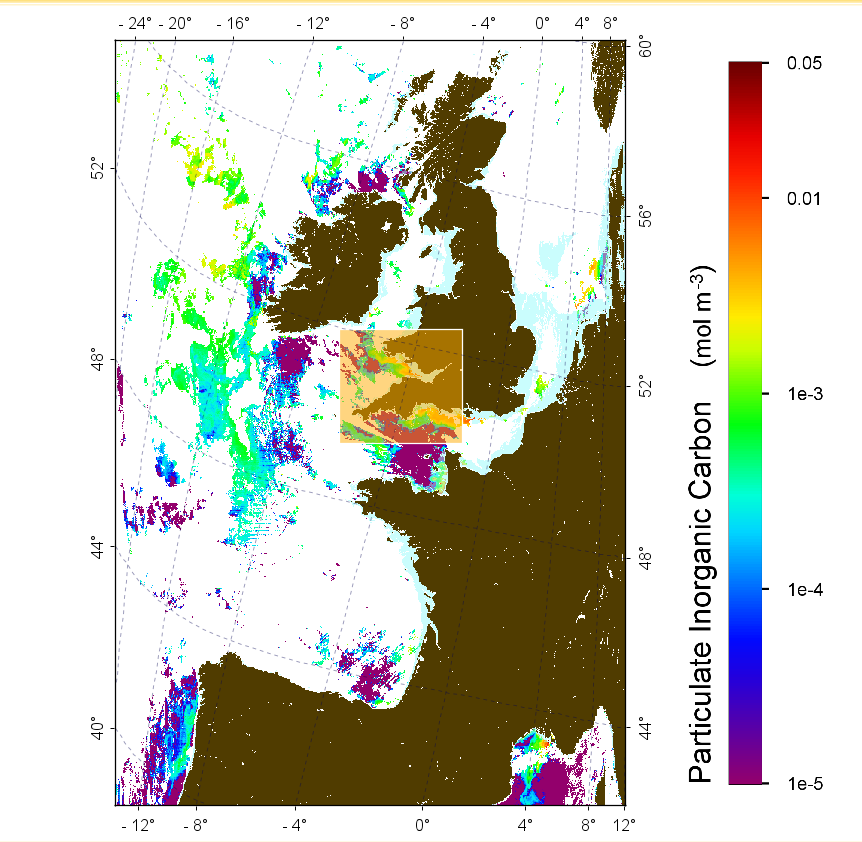 - 24° - 20° - 16° - 12° - 8° - 4° 0° 4° 8°
60°
0.05
52°
0.01
56°
48°
52°
1e-3
44°
48°
1e-4
40°
44°
1e-5
- 12° - 8° - 4° 0° 4° 8° 12°
Particulate Inorganic Carbon (mol m⁻³)